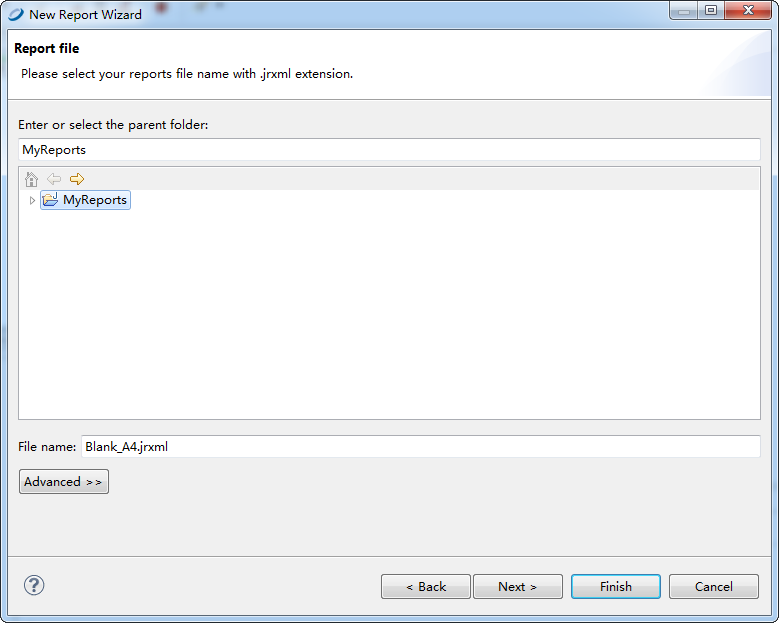 New Report Wizard
Report file
Please select your reports file name with .jrxml extension.
Enter or select the parent folder:
MyReports
MyReports
File name: Blank_A4.jrxml
Advanced >>
? < Back Next > Finish Cancel